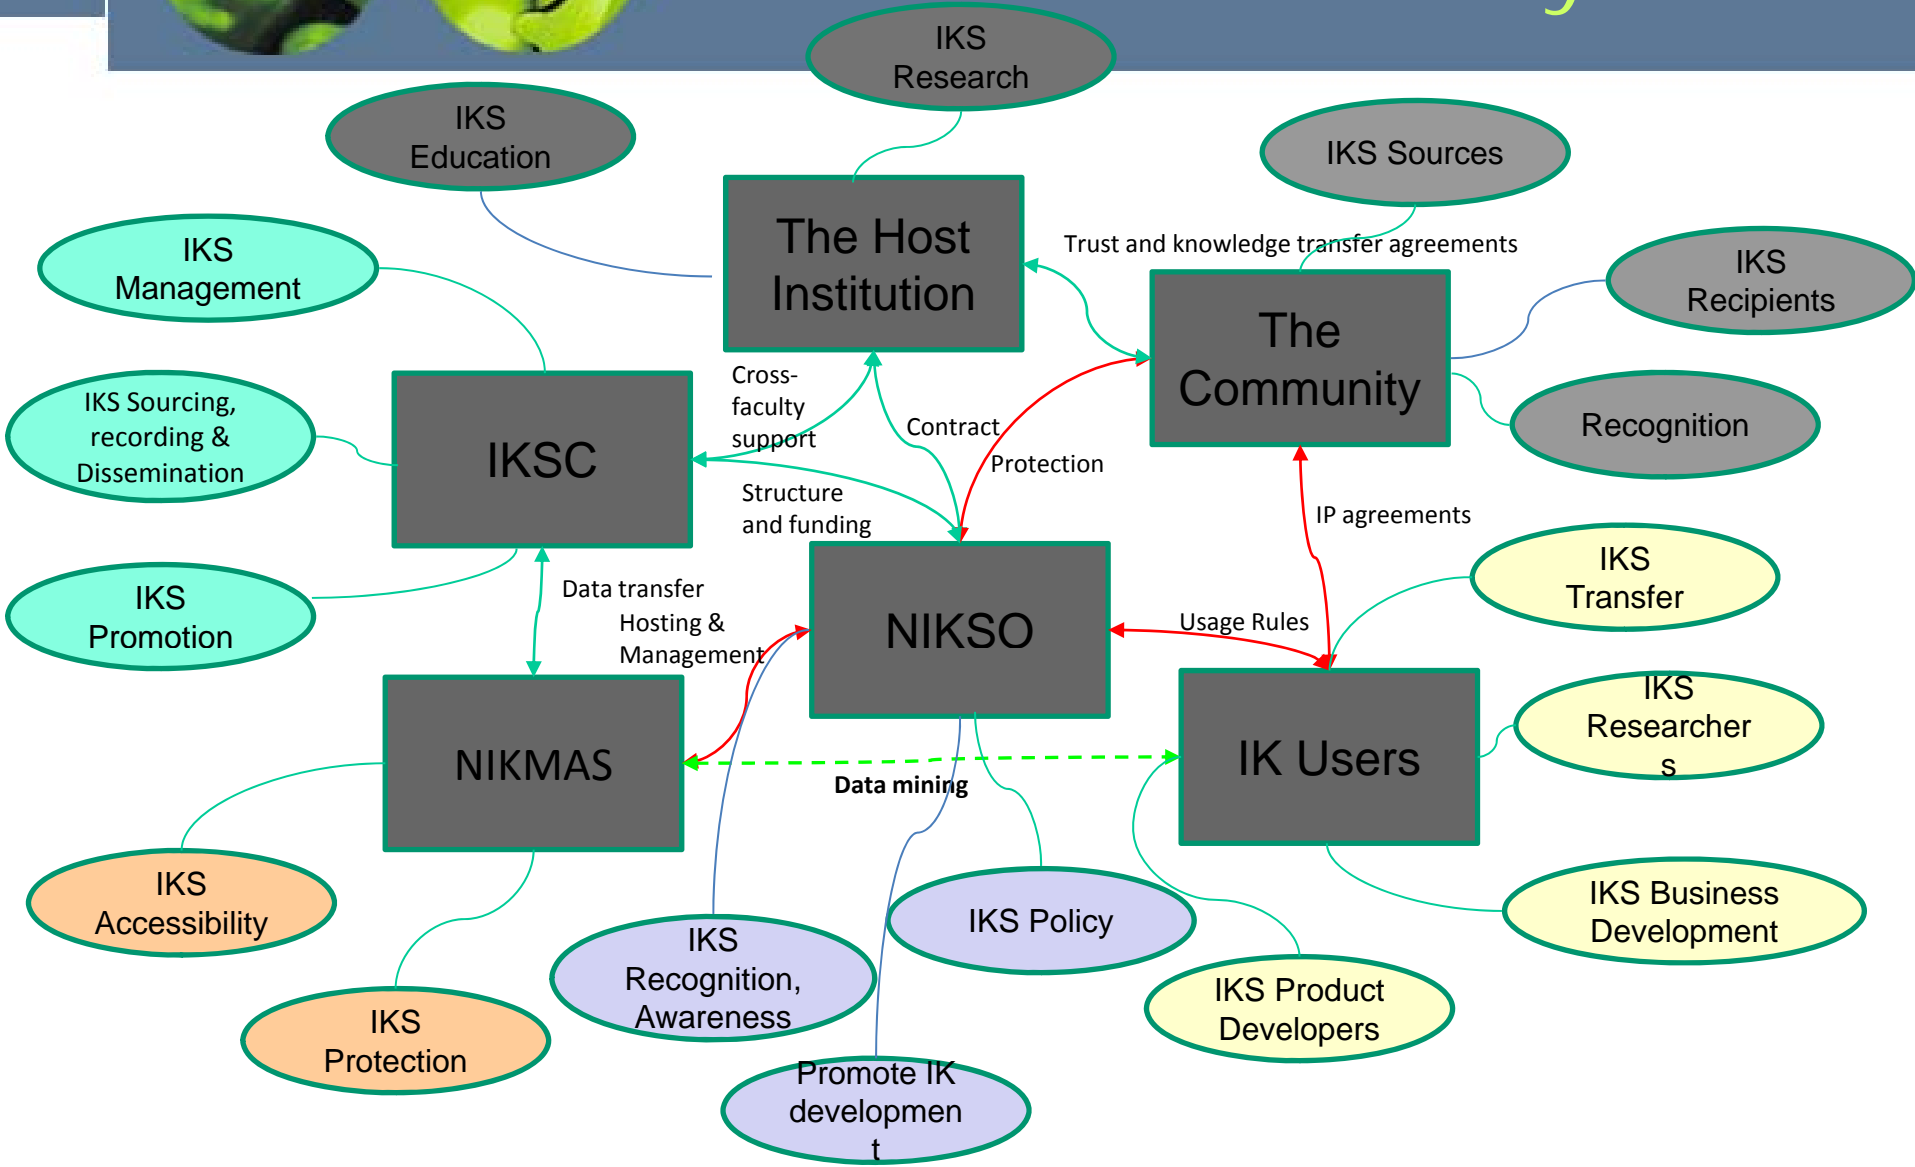 IKS
Research
IKS
Education
IKS Sources
The Host
Institution
Trust and knowledge transfer agreements
IKS
Management
IKS
Recipients
The
Community
Cross-
faculty
support
IKS Sourcing,
recording &
Dissemination
IKSC
Contract
Protection
Recognition
Structure
and funding
IP agreements
IKS
Transfer
Data transfer
IKS
Promotion
Hosting &
Management
NIKSO
Usage Rules
NIKMAS
IK Users
IKS
Researcher
s
Data mining
IKS
Accessibility
IKS Policy
IKS Business
Development
IKS
Recognition,
Awareness
IKS Product
Developers
IKS
Protection
Promote IK
developmen
t